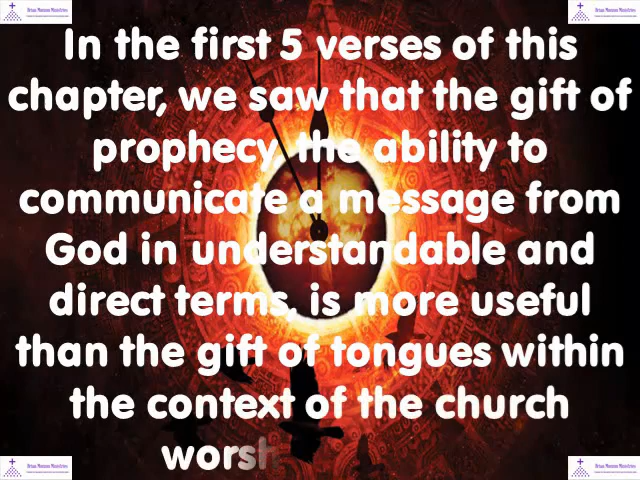 In the first 5 verses of this
chapter, we saw that the gift of
prophecy, the ability to
communicate a message from
God in understandable and
direct terms, is more useful
than the gift of tongues within
the context of the church
worsh